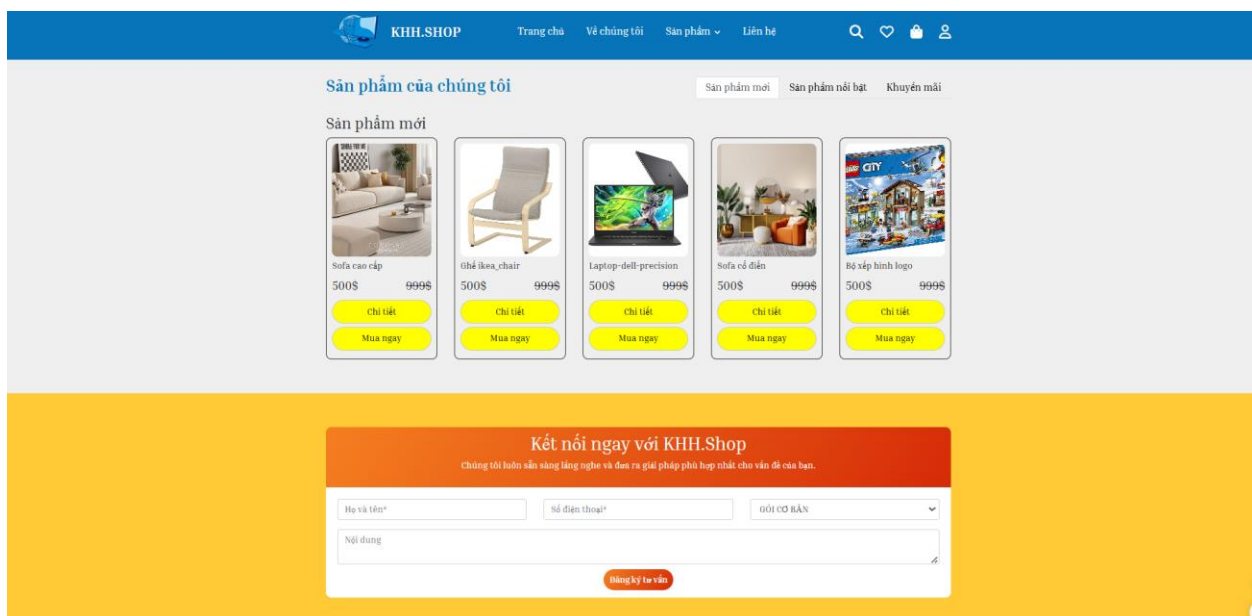 KHH.SHOP Trang chủ Về chúng tôi Sản phẩm Liên hệ
Sản phẩm của chúng tôi Sản phẩm mới Sản phẩm nổi bật Khuyến mãi
Sản phẩm mới
CITY
Sofa cao cấp Ghế ikea_chair Laptop-dell-precision Sofa cổ điển Bộ xếp hình logo
500$ 999$ 500$ 999$ 500$ 999$ 500$ 999$ 500$ 999$
Chi tiết Chi tiết Chi tiết Chi tiết Chi tiết
Mua ngay Mua ngay Mua ngay Mua ngay Mua ngay
Kết nối ngay với KHH.Shop
Chúng tôi luôn sẵn sàng lắng nghe và đưa ra giải pháp phù hợp nhất cho vấn đề của bạn.
Họ và tên* Số điện thoại* GÓI CƠ BẢN
Nội dung
Đăng ký tư vấn